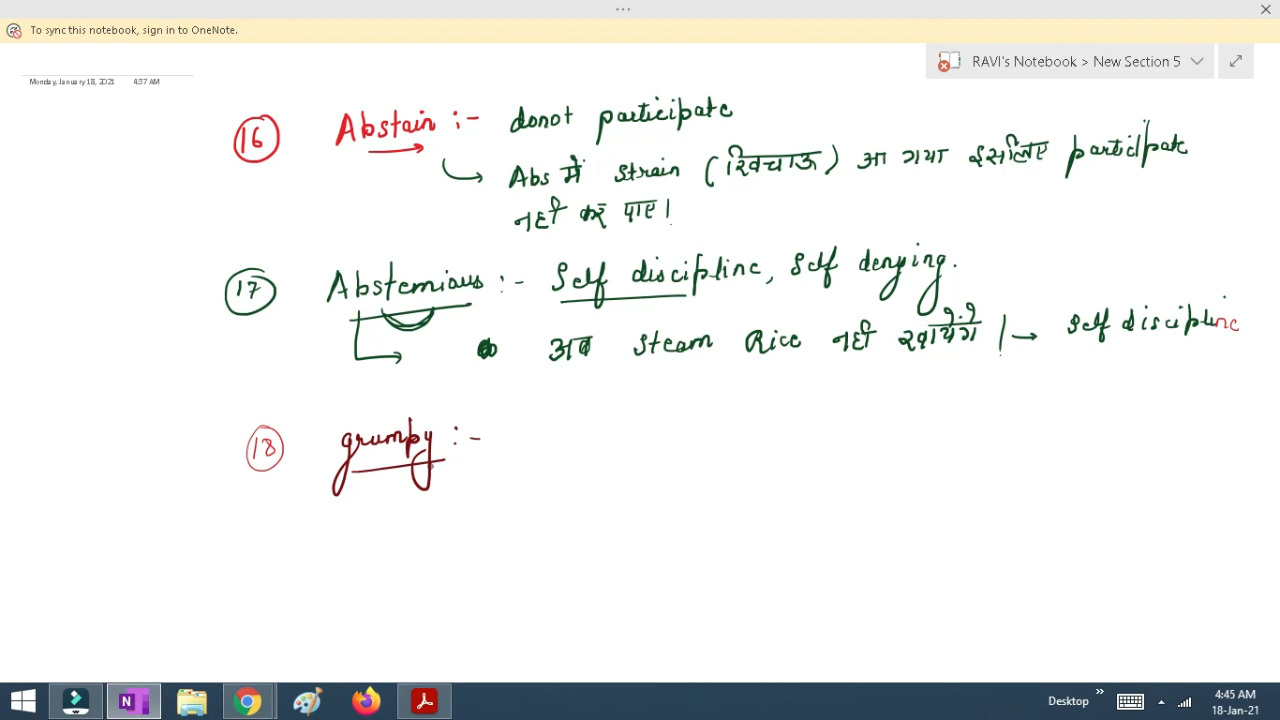 ...
To sync this notebook, sign in to OneNote.
RAVI's Notebook > New Section 5
Monday, January 18, 2021 4:37 AM
16 Abstain :- donot participate
Abs में strain (खिचाऊ) आ गया इसलिए participate
नहीं कर पाए।
17 Abstemious :- Self discipline, Self denying.
अब steam Rice नहीं खायेंगे।→ Self discipline
18 grumpy :-
Desktop
4:45 AM
18-Jan-21